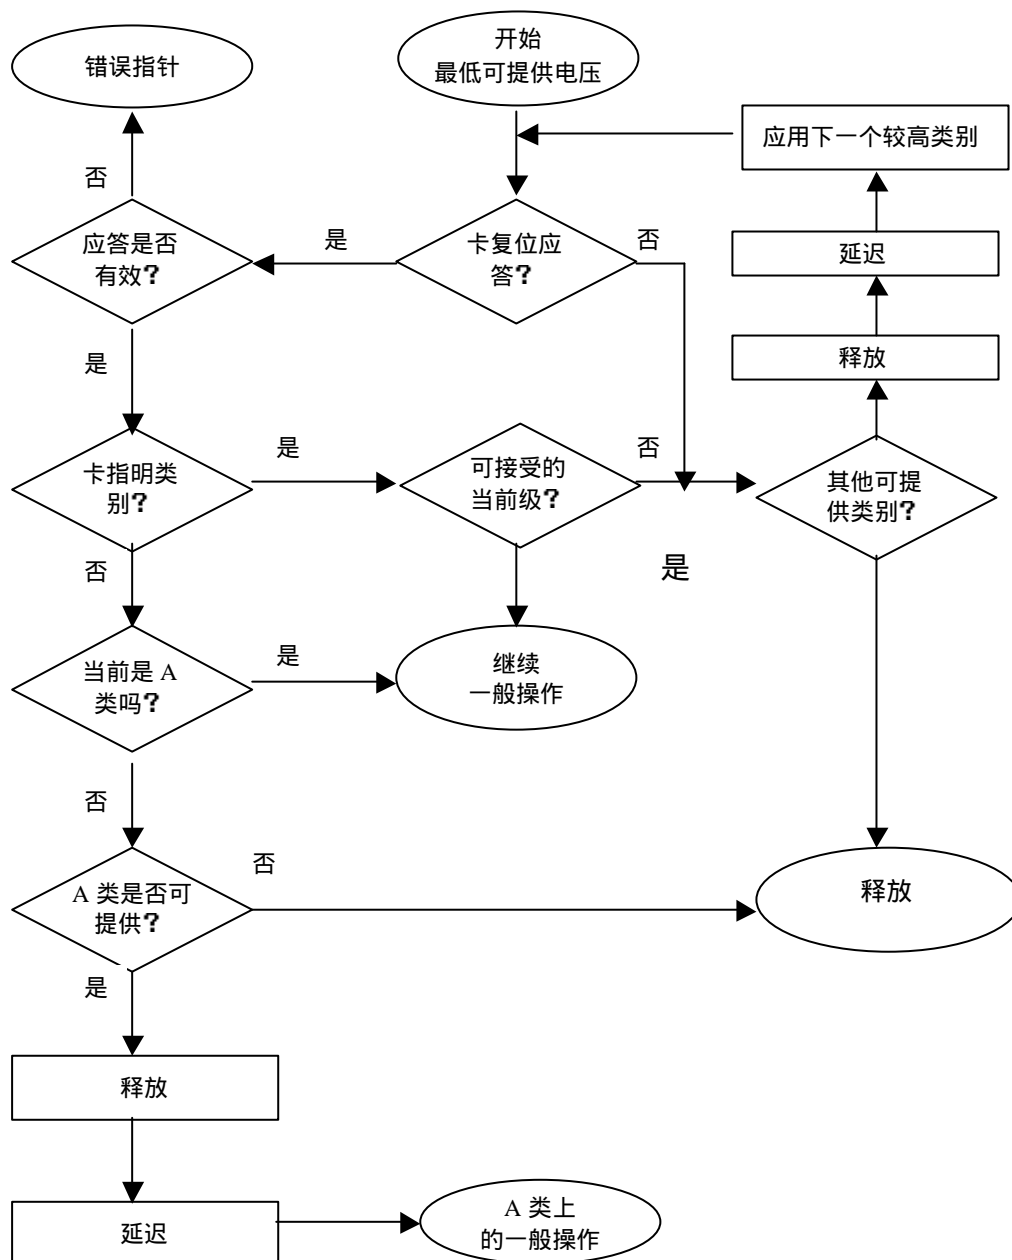 开始
最低可提供电压
错误指针
应用下一个较高类别
否
应答是否
有效?
是
卡复位应
答?
否
延迟
释放
是
卡指明类
别?
是
可接受的
当前级?
否
其他可提
供类别?
否
是
当前是 A
类吗?
是
继续
一般操作
否
A 类是否可
提供?
否
释放
是
释放
延迟
A 类上
的一般操作